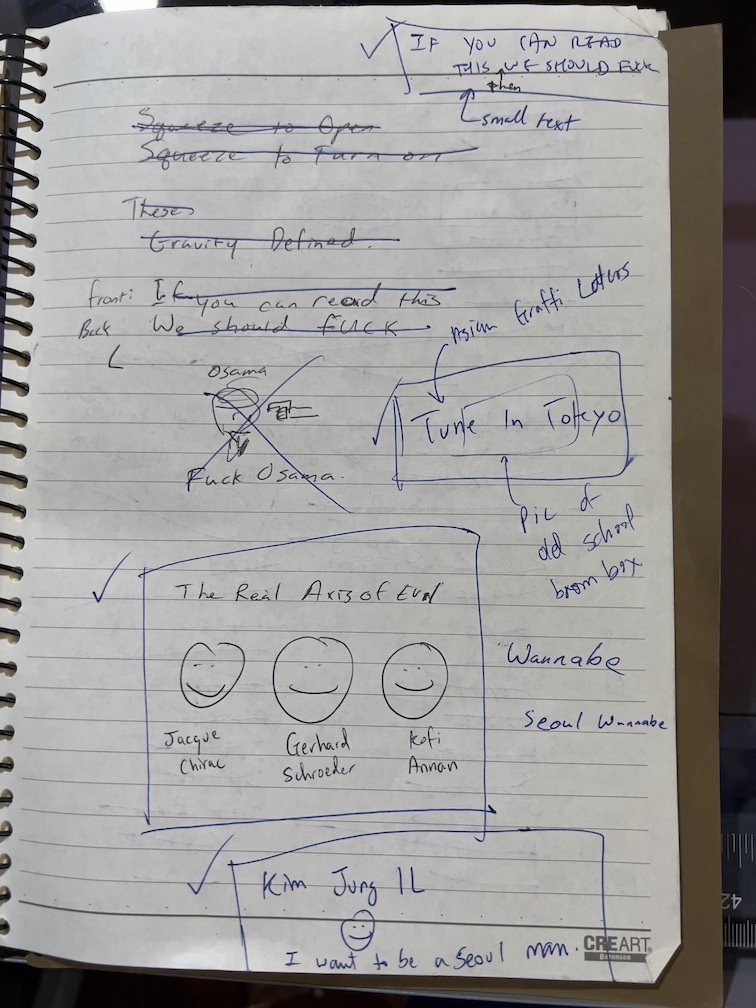 IF YOU CAN READ
THIS WE SHOULD FUCK
then
small text
Squeeze to Open
Squeeze to Turn on
Theses
Gravity Defined.
front: If you can read this
Back We should FUCK.
Asian Graffi Letters
Osama
Fuck Osama.
Tune In Tokyo
Pic of
old school
boom box
The Real Axis of Evil
Wannabe
Seoul Wannabe
Jacque
Chirac
Gerhard
Schroeder
Kofi
Annan
Kim Jung IL
I want to be a Seoul man.
CREART
42